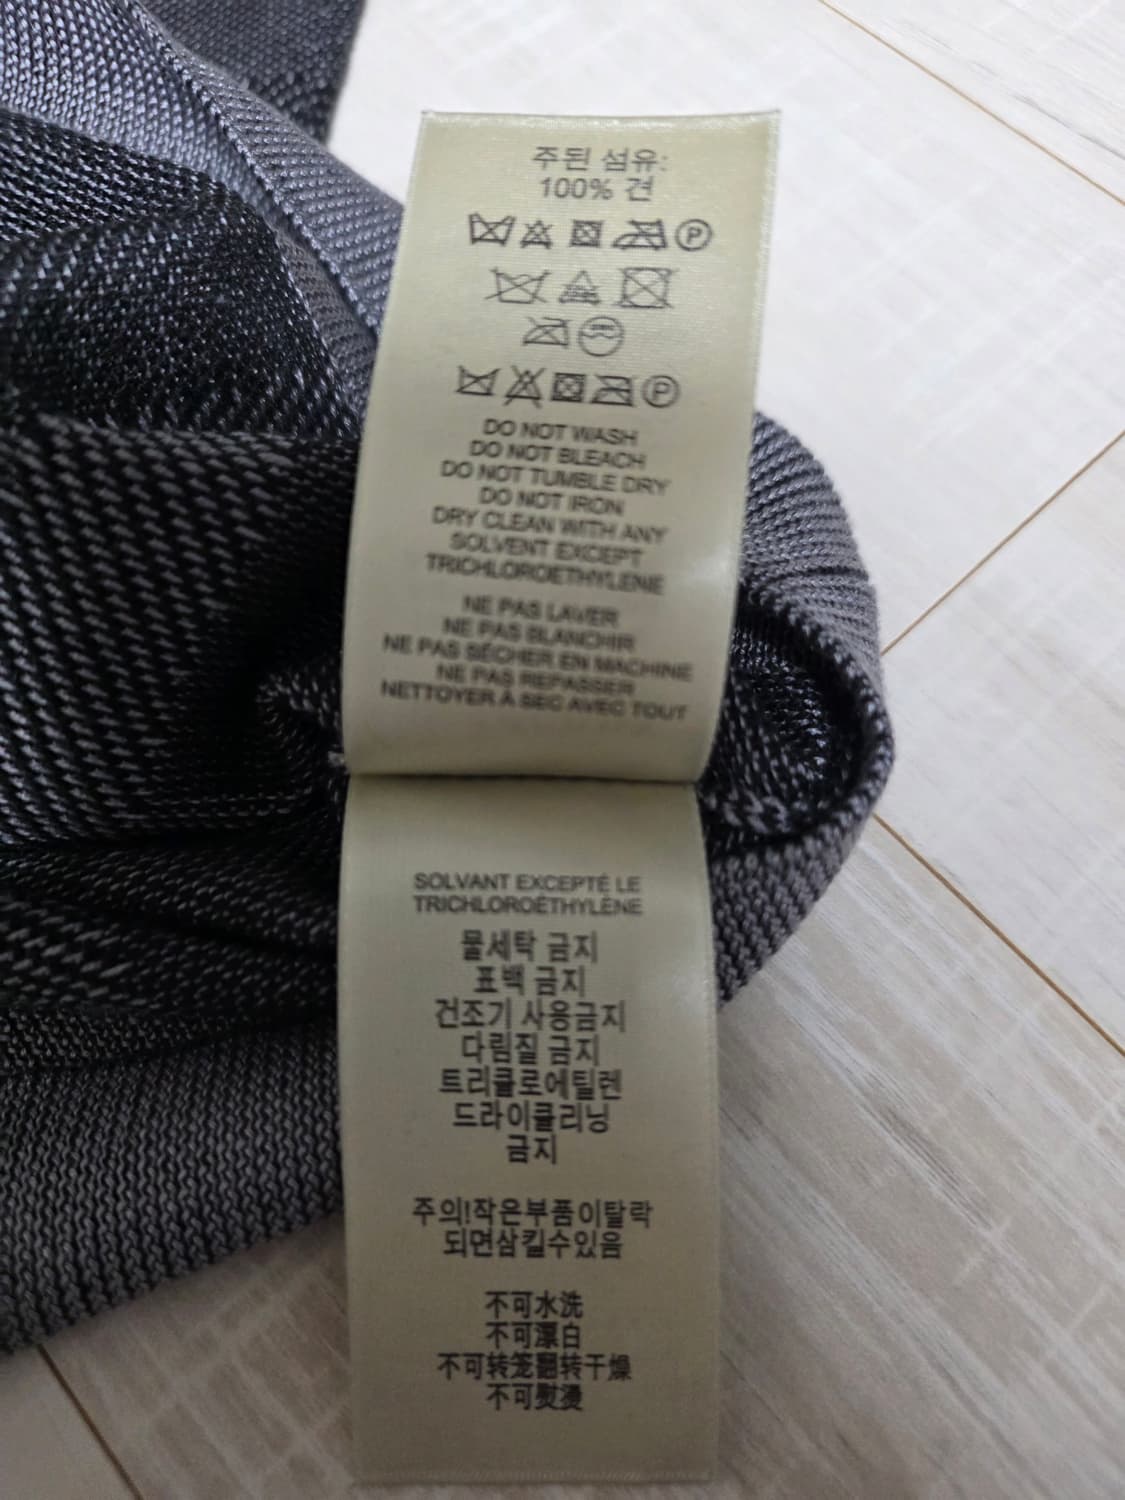 주된 섬유:
100% 견
P
P
DO NOT WASH
DO NOT BLEACH
DO NOT TUMBLE DRY
DO NOT IRON
DRY CLEAN WITH ANY
SOLVENT EXCEPT
TRICHLOROETHYLENE
NE PAS LAVER
NE PAS BLANCHIR
NE PAS SÉCHER EN MACHINE
NE PAS REPASSER
NETTOYER À SEC AVEC TOUT
SOLVANT EXCEPTÉ LE
TRICHLOROÉTHYLÈNE
물세탁 금지
표백 금지
건조기 사용금지
다림질 금지
트리클로에틸렌
드라이클리닝
금지
주의!작은부품이탈락
되면삼킬수있음
不可水洗
不可漂白
不可转笼翻转干燥
不可熨烫